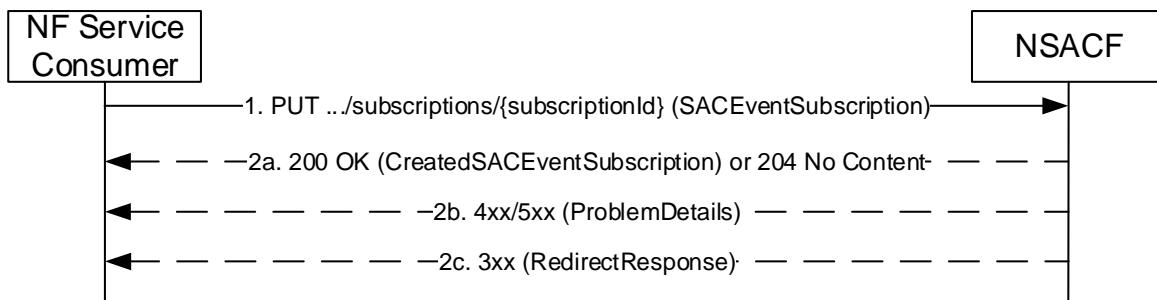 NF Service
Consumer
NSACF
1. PUT .../subscriptions/{subscriptionId} (SACEventSubscription)
2a. 200 OK (CreatedSACEventSubscription) or 204 No Content
2b. 4xx/5xx (ProblemDetails)
2c. 3xx (RedirectResponse)